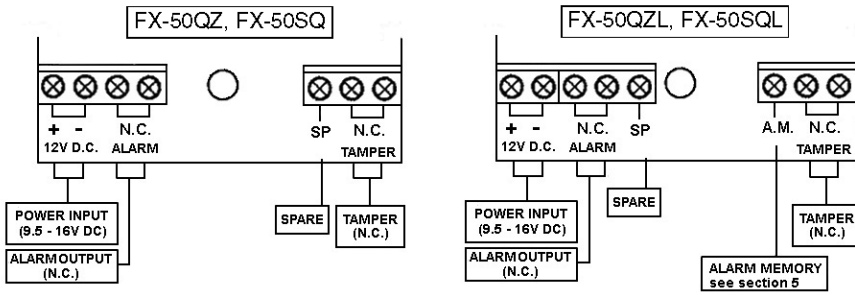 FX-50QZ, FX-50SQ
+ - N.C. SP N.C.
12V D.C. ALARM TAMPER
POWER INPUT
(9.5 - 16V DC)
ALARMOUTPUT
(N.C.)
SPARE
TAMPER
(N.C.)
FX-50QZL, FX-50SQL
+ - N.C. SP A.M. N.C.
12V D.C. ALARM TAMPER
POWER INPUT
(9.5 - 16V DC)
ALARMOUTPUT
(N.C.)
SPARE
ALARM MEMORY
see section 5
TAMPER
(N.C.)